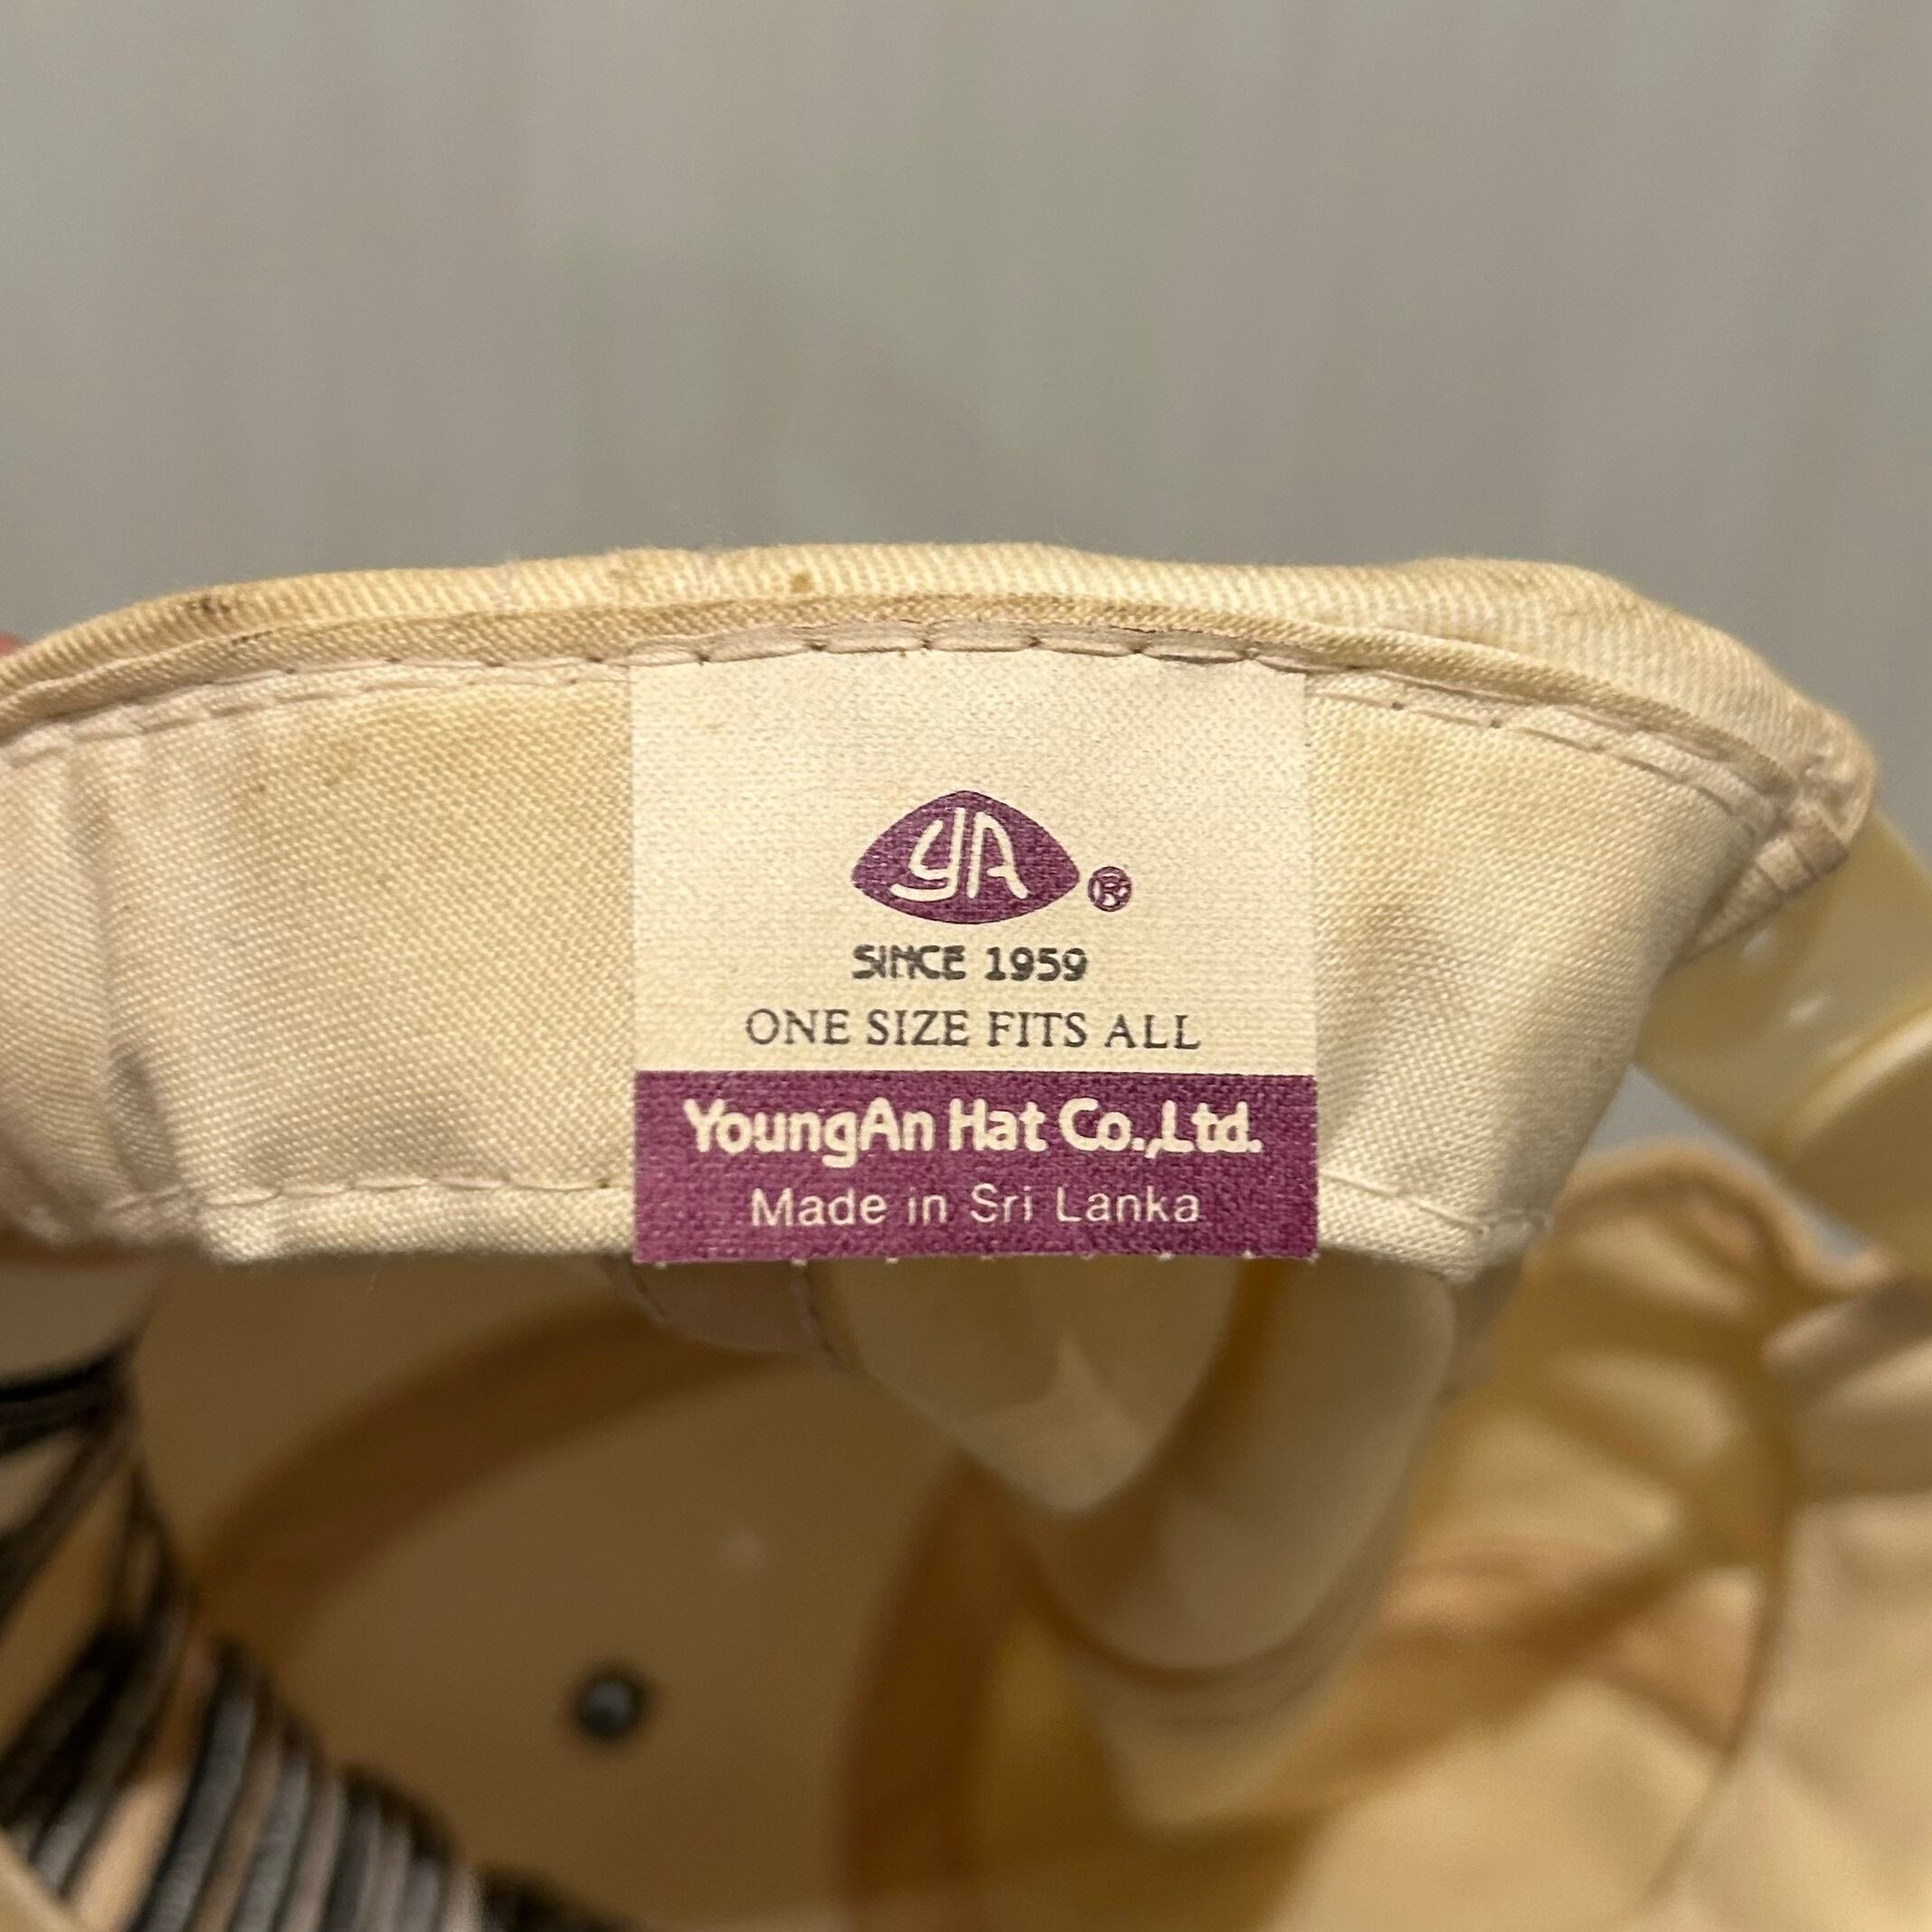 YA ®
SINCE 1959
ONE SIZE FITS ALL
YoungAn Hat Co.,Ltd.
Made in Sri Lanka